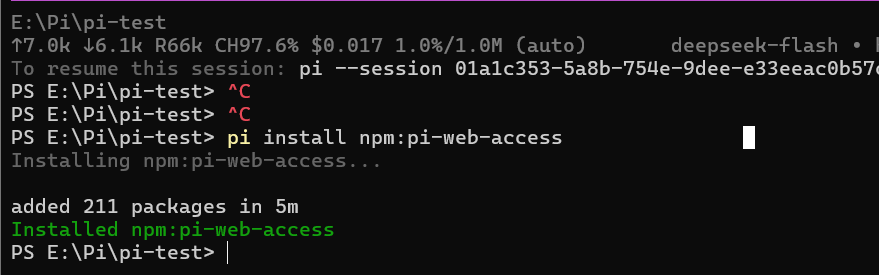 E:\Pi\pi-test
↑7.0k ↓6.1k R66k CH97.6% $0.017 1.0%/1.0M (auto) deepseek-flash •
To resume this session: pi --session 01a1c353-5a8b-754e-9dee-e33eeac0b57
PS E:\Pi\pi-test> ^C
PS E:\Pi\pi-test> ^C
PS E:\Pi\pi-test> pi install npm:pi-web-access
Installing npm:pi-web-access...
added 211 packages in 5m
Installed npm:pi-web-access
PS E:\Pi\pi-test>